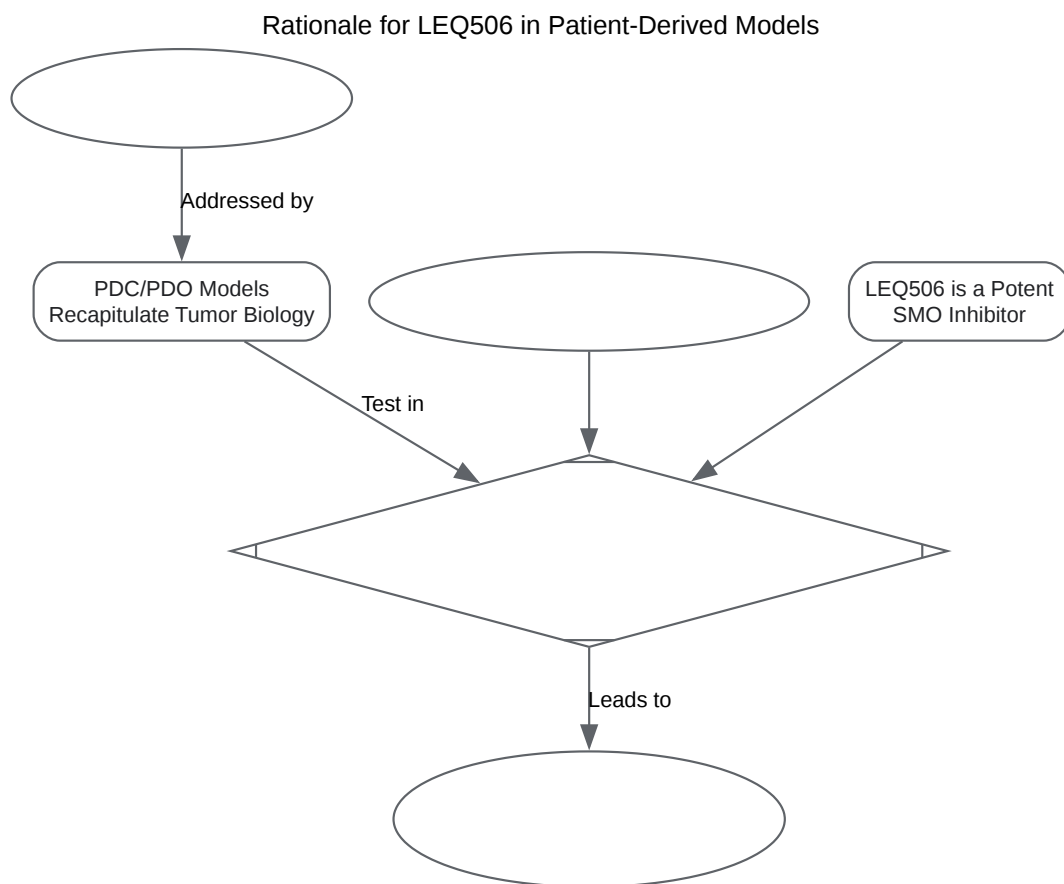 Rationale for LEQ506 in Patient-Derived Models
Addressed by
PDC/PDO Models
Recapitulate Tumor Biology
LEQ506 is a Potent
SMO Inhibitor
Test in
Leads to